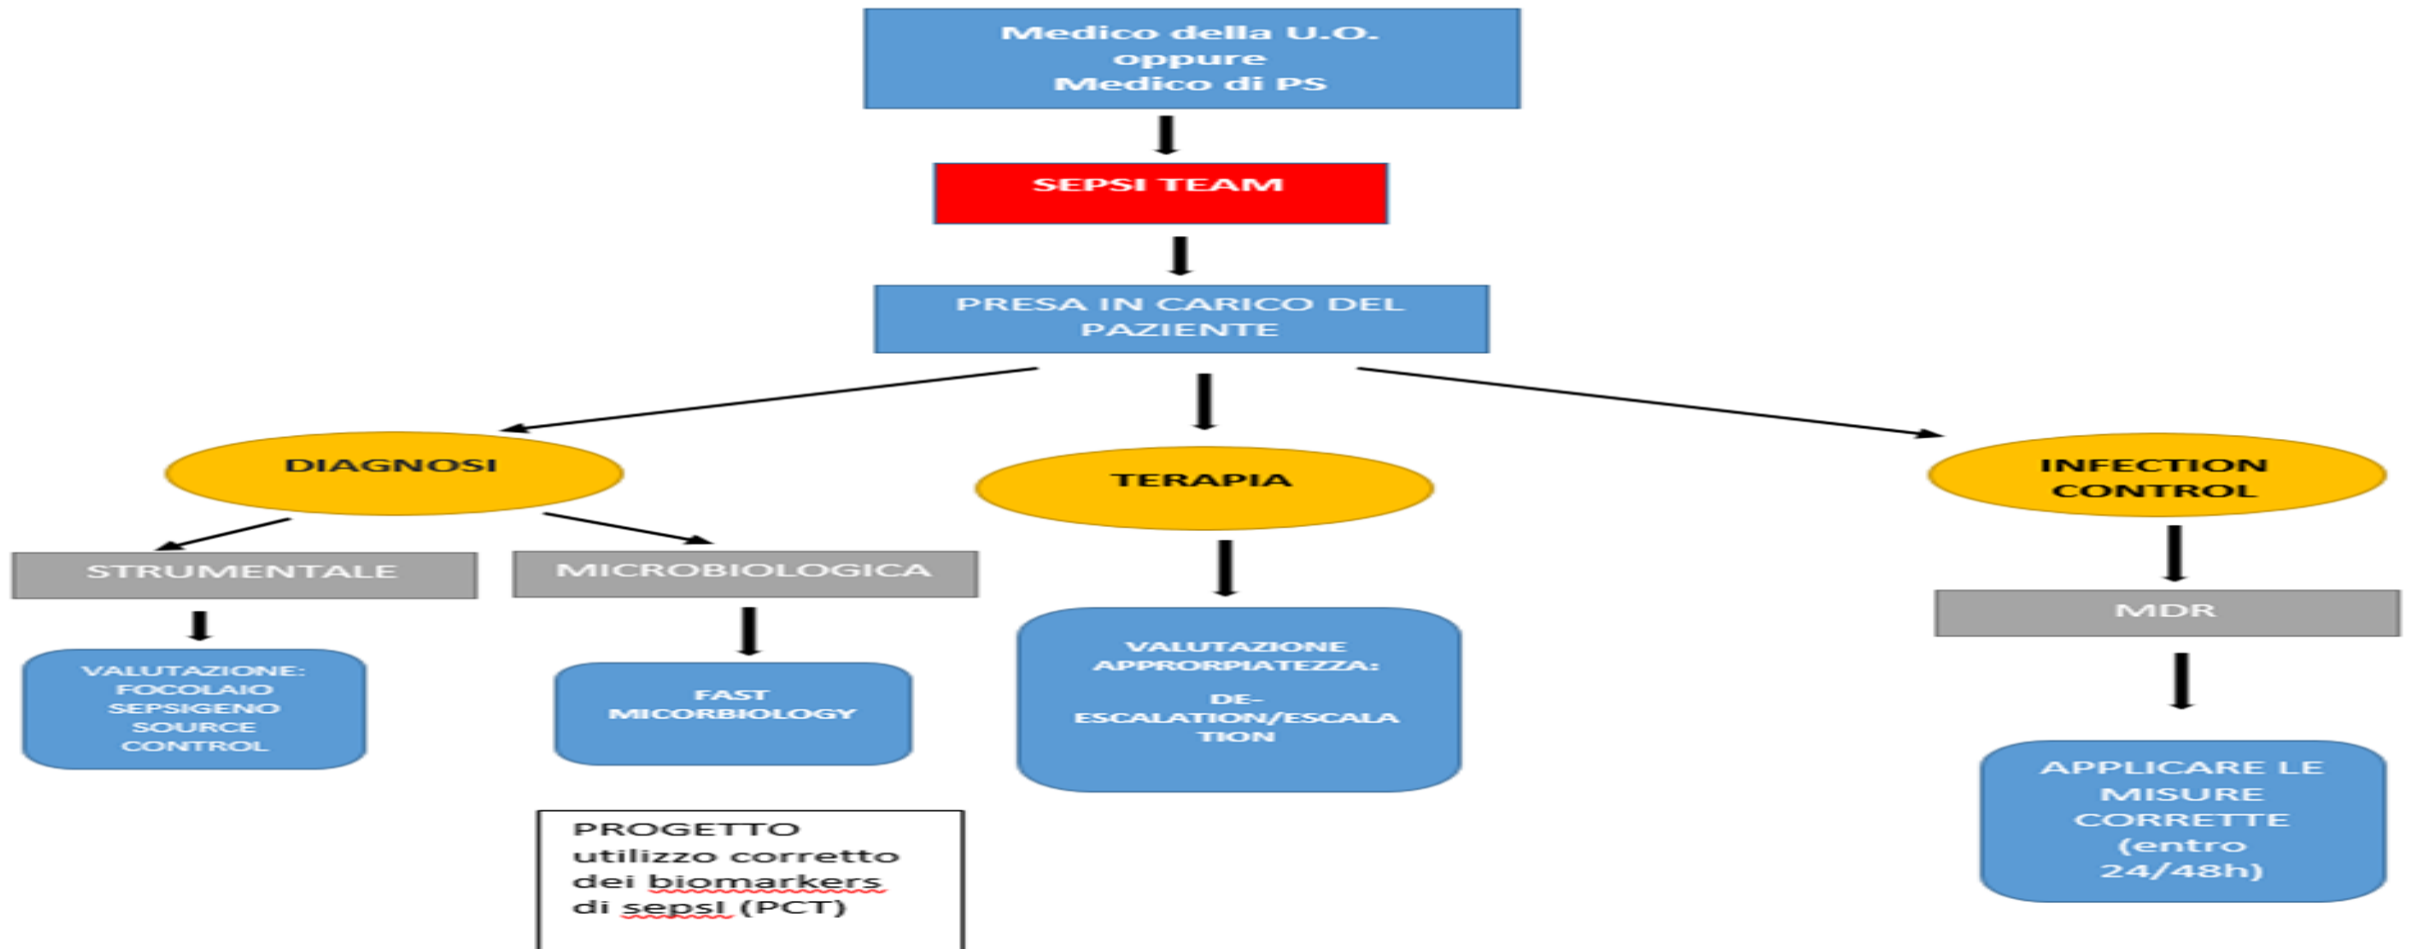 Medico della U.O.
oppure
Medico di PS
SEPSI TEAM
PRESA IN CARICO DEL
PAZIENTE
DIAGNOSI
TERAPIA
INFECTION
CONTROL
STRUMENTALE
MICROBIOLOGICA
MDR
VALUTAZIONE:
FOCOLAIO
SEPSIGENO
SOURCE
CONTROL
FAST
MICORBIOLOGY
VALUTAZIONE
APPRORPIATEZZA:
DE-
ESCALATION/ESCALA
TION
APPLICARE LE
MISURE
CORRETTE
(entro
24/48h)
PROGETTO
utilizzo corretto
dei biomarkers
di sepsI (PCT)